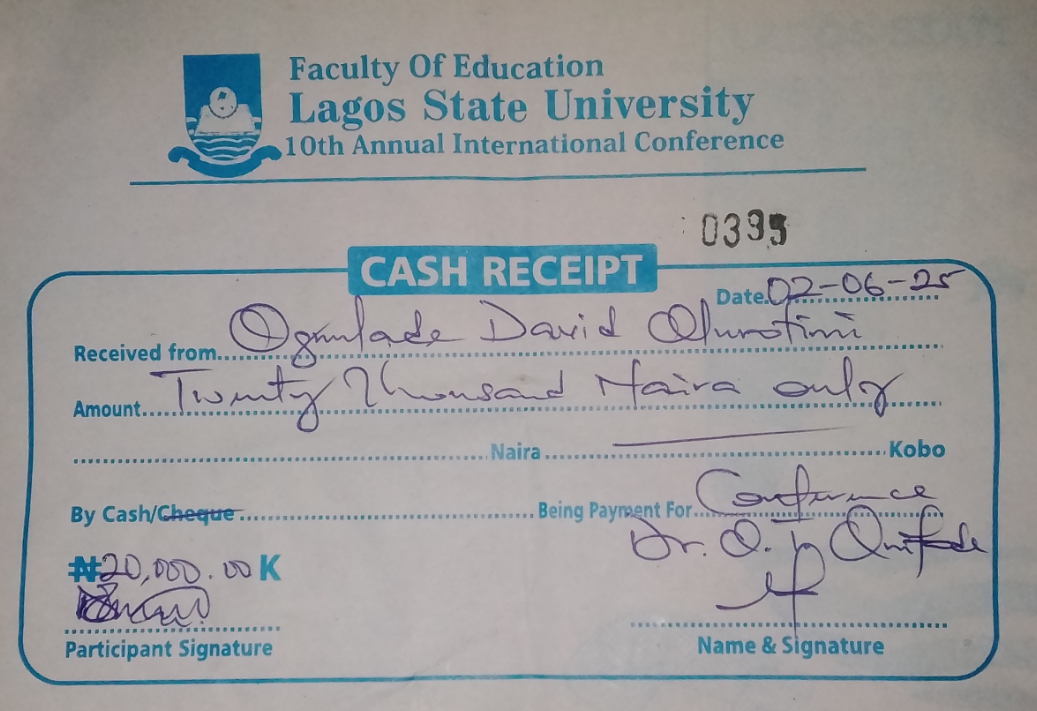 Faculty Of Education
Lagos State University
10th Annual International Conference
0395
CASH RECEIPT
Date 02-06-25
Received from Ogunlade David Olurotimi
Amount Twenty Thousand Naira only
Naira Kobo
By Cash/Cheque Being Payment For Conference
Dr. O. P
₦20,000.00 K
Participant Signature Name & Signature